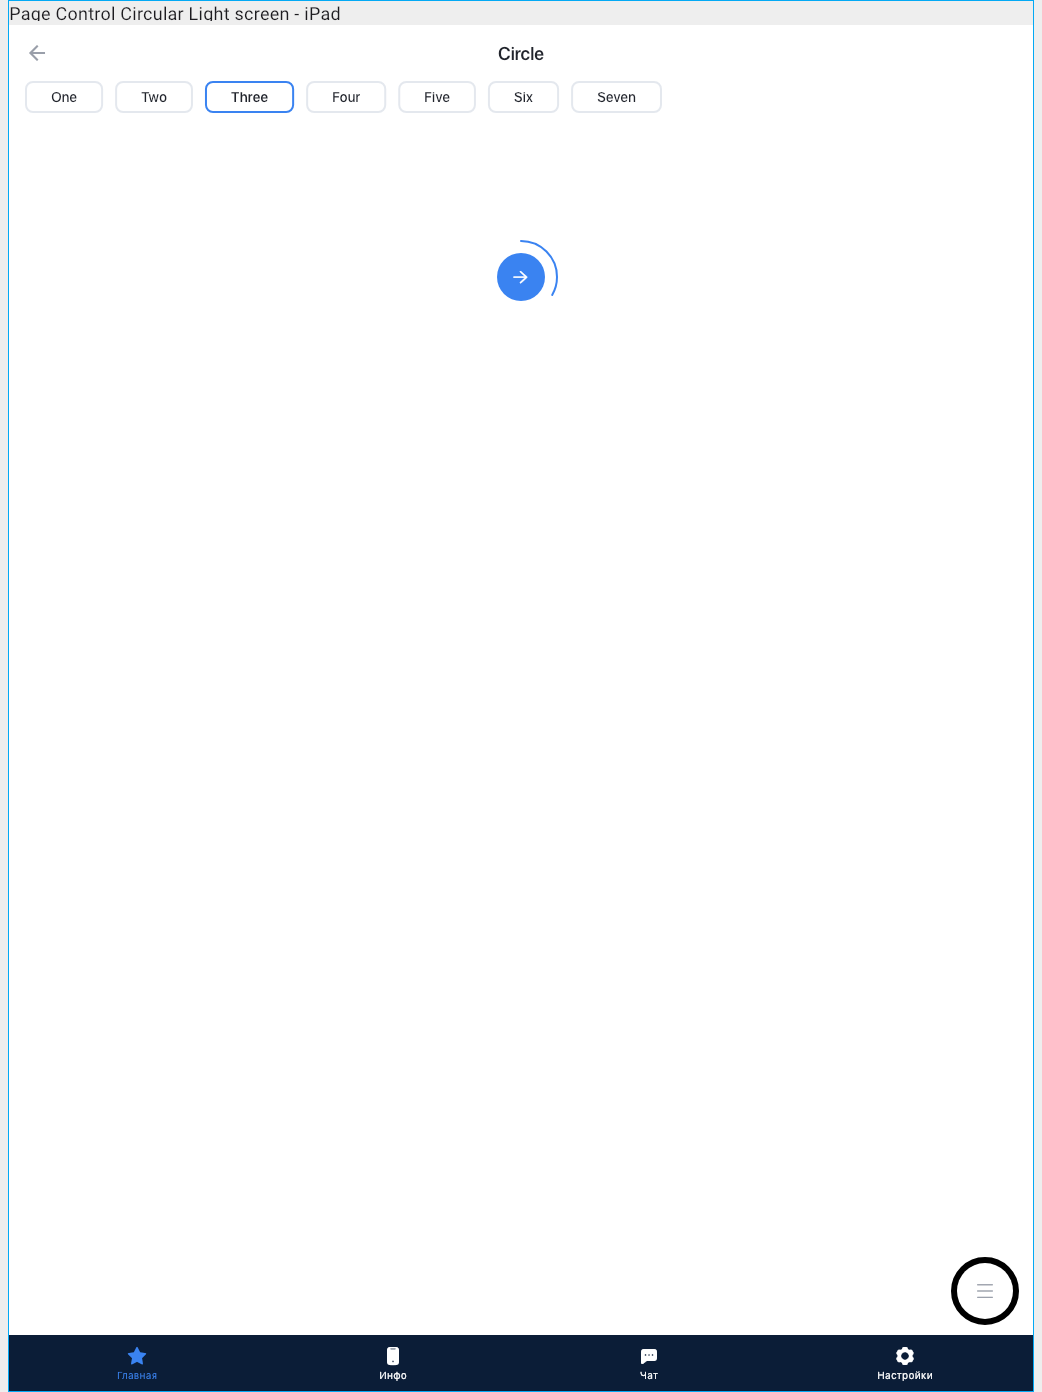 Page Control Circular Light screen - iPad
Circle
One Two Three Four Five Six Seven
Главная Инфо Чат Настройки